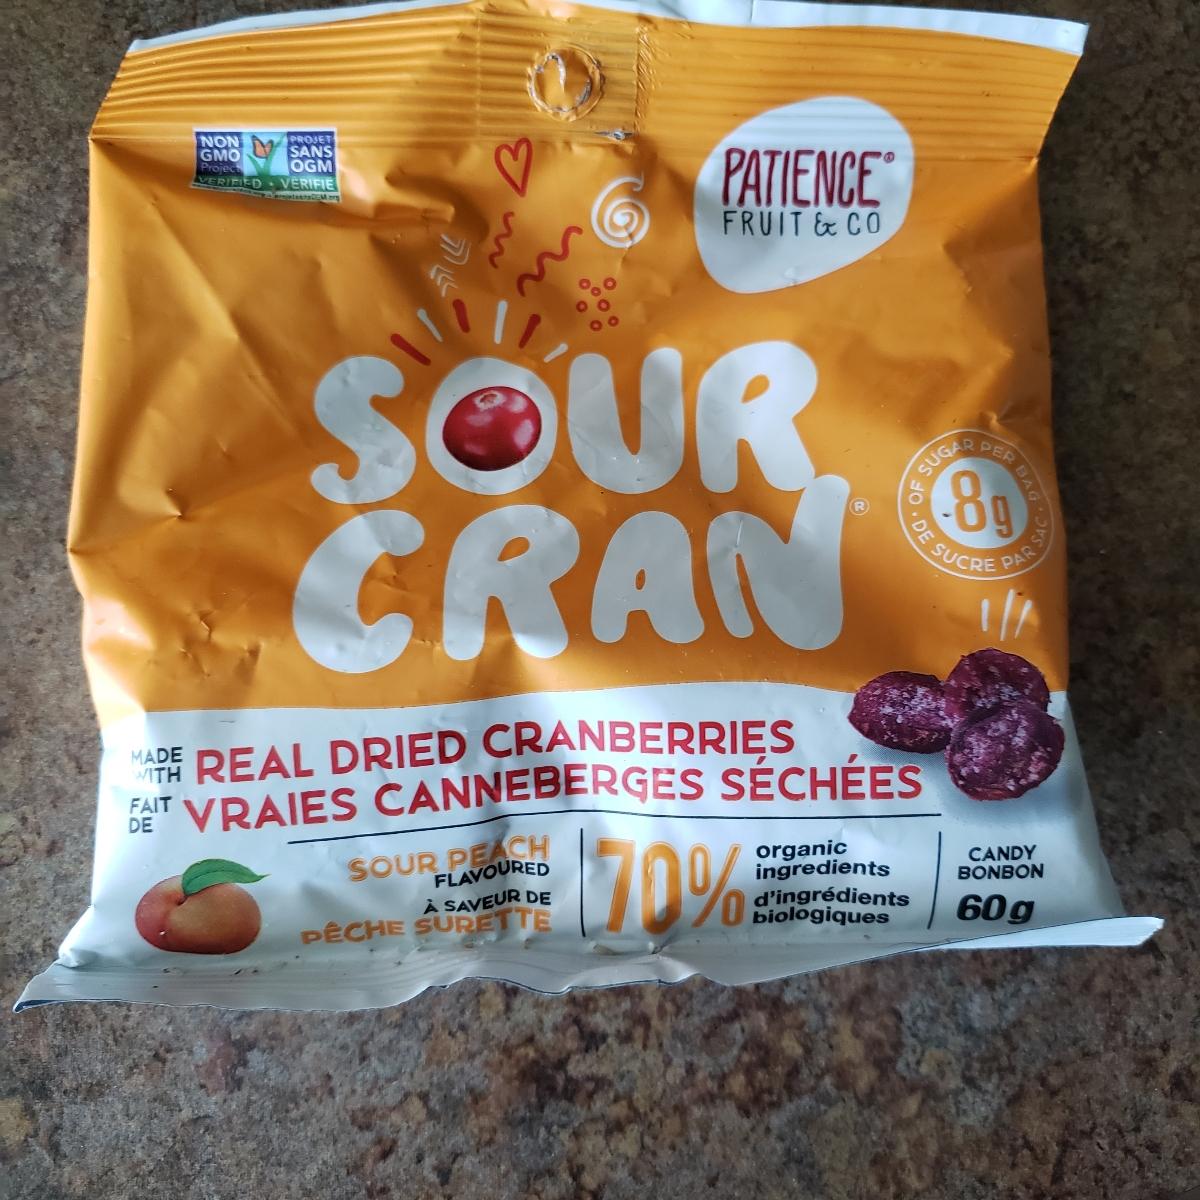 NON
GMO
Project
VERIFIED
PROJET
SANS
OGM
VÉRIFIÉ
PATIENCE®
FRUIT & CO
SOUR
CRAN®
OF SUGAR PER BAG
8g
DE SUCRE PAR SAC
MADE
WITH
REAL DRIED CRANBERRIES
FAIT
DE
VRAIES CANNEBERGES SÉCHÉES
SOUR PEACH
FLAVOURED
À SAVEUR DE
PÊCHE SURETTE
70%
organic
ingredients
d'ingrédients
biologiques
CANDY
BONBON
60g